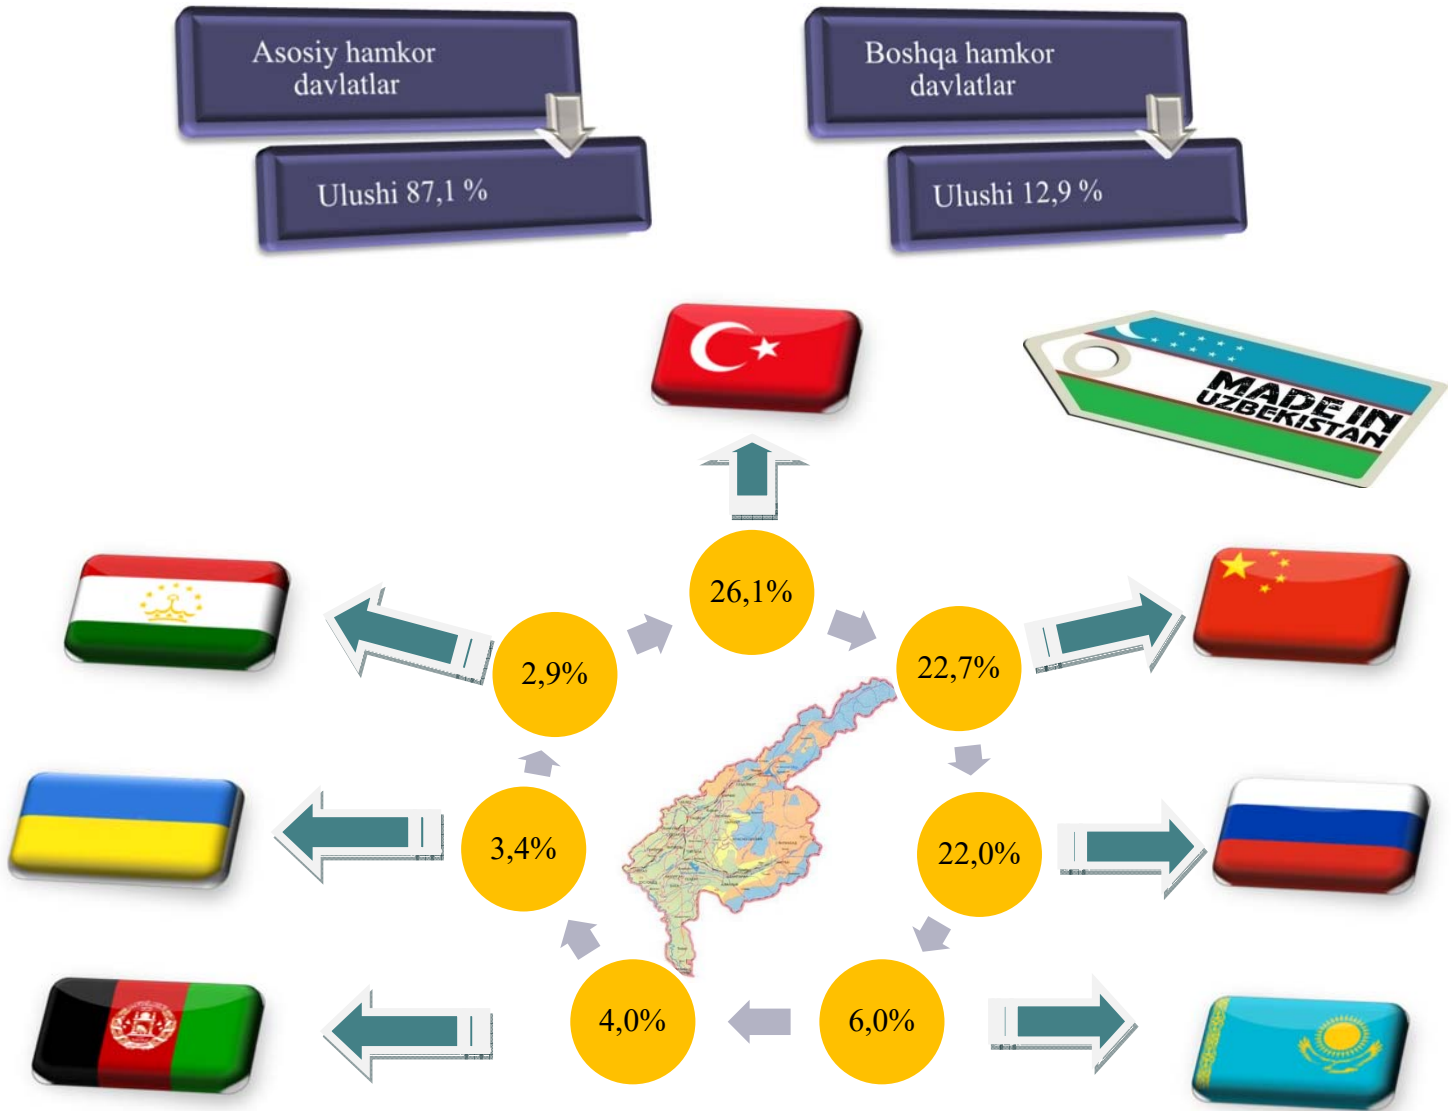 Asosiy hamkor
davlatlar
Ulushi 87,1 %
Boshqa hamkor
davlatlar
Ulushi 12,9 %
MADE IN
UZBEKISTAN
26,1%
22,7%
22,0%
6,0%
4,0%
3,4%
2,9%